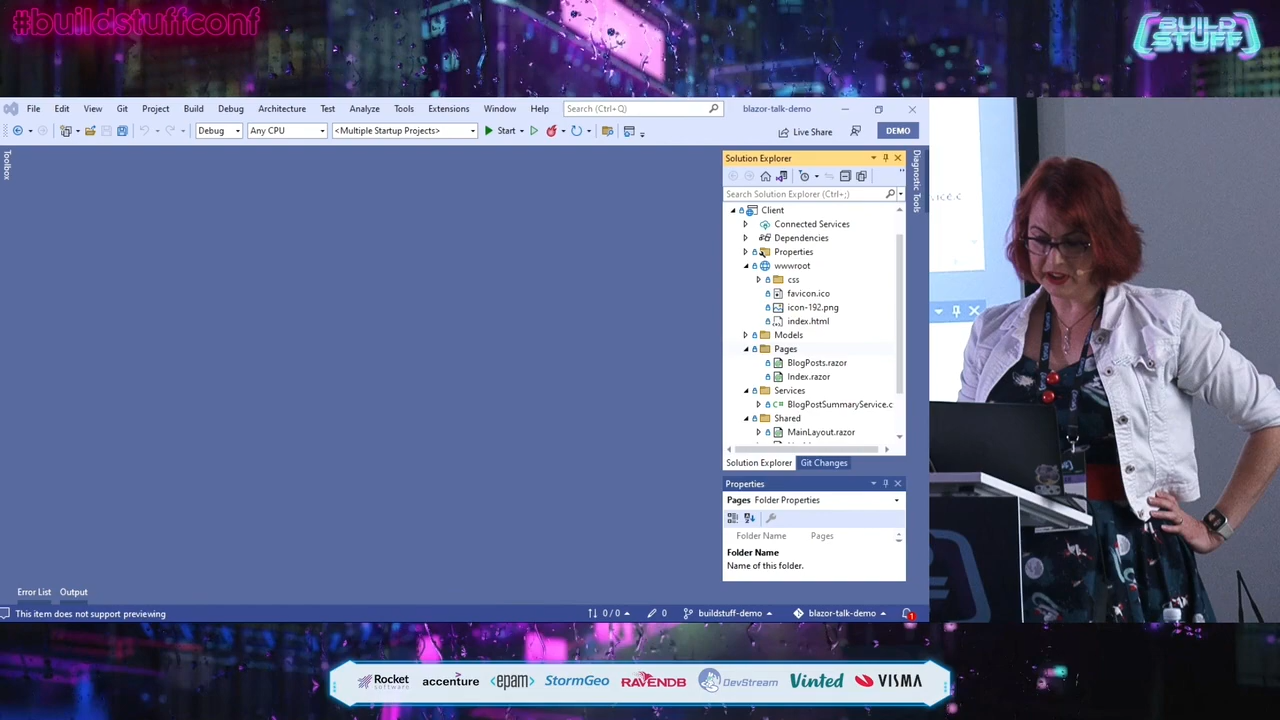 #buildstuffconf
BUILD
STUFF
File Edit View Git Project Build Debug Architecture Test Analyze Tools Extensions Window Help Search (Ctrl+Q) blazor-talk-demo
Debug Any CPU <Multiple Startup Projects> Start Live Share DEMO
Toolbox
Solution Explorer
Diagnostic Tools
Search Solution Explorer (Ctrl+;)
Client
Connected Services
Dependencies
Properties
wwwroot
css
favicon.ico
icon-192.png
index.html
Models
Pages
BlogPosts.razor
Index.razor
Services
BlogPostSummaryService.c
Shared
MainLayout.razor
Solution Explorer Git Changes
Properties
Pages Folder Properties
Folder Name Pages
Folder Name
Name of this folder.
Error List Output
This item does not support previewing 0 / 0 0 buildstuff-demo blazor-talk-demo 1
Rocket software accenture <epam> StormGeo RAVENDB DevStream Vinted VISMA